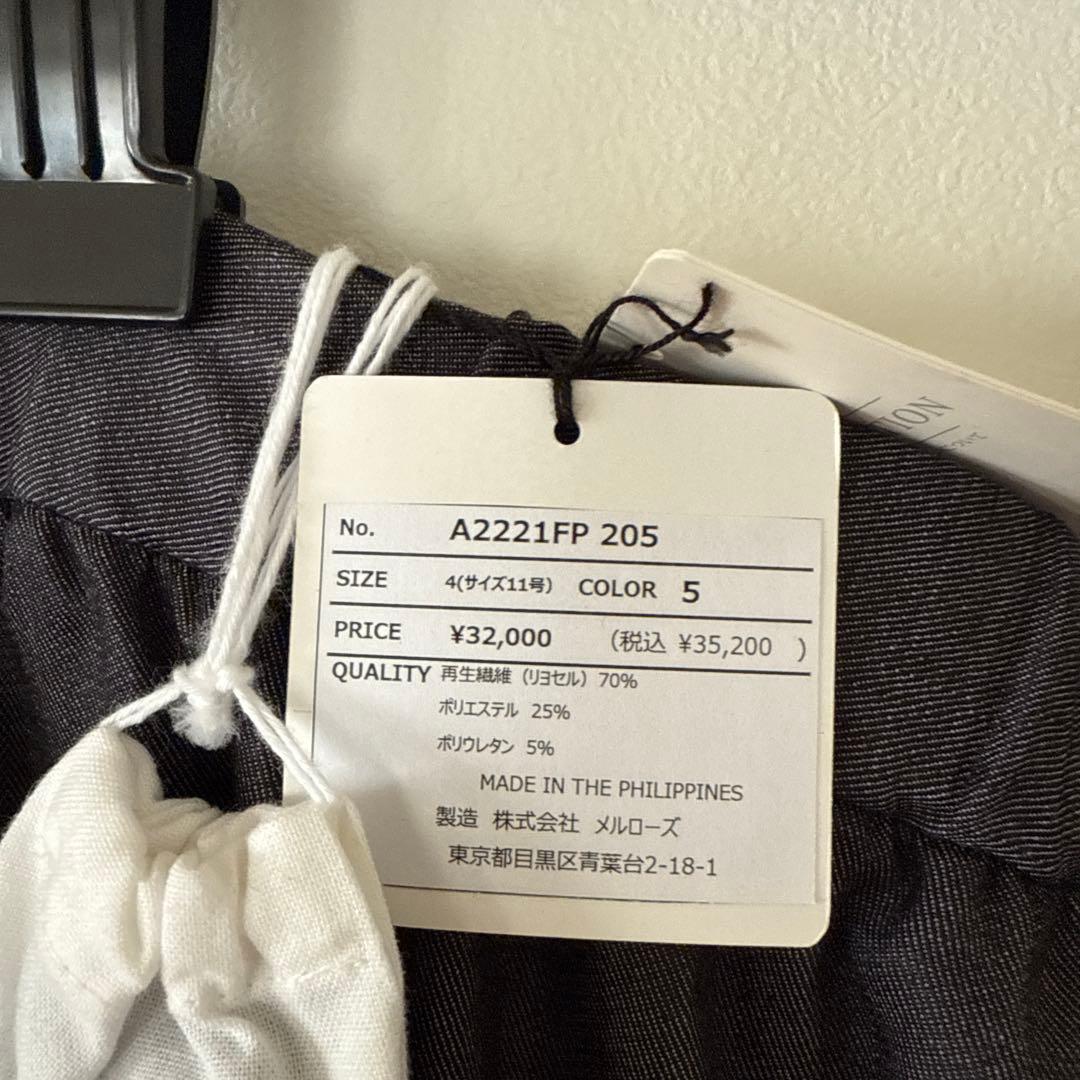 TION
No. A2221FP 205
SIZE 4(サイズ11号) COLOR 5
PRICE ¥32,000 (税込 ¥35,200 )
QUALITY 再生繊維（リヨセル）70%
ポリエステル 25%
ポリウレタン 5%
MADE IN THE PHILIPPINES
製造 株式会社 メルローズ
東京都目黒区青葉台2-18-1